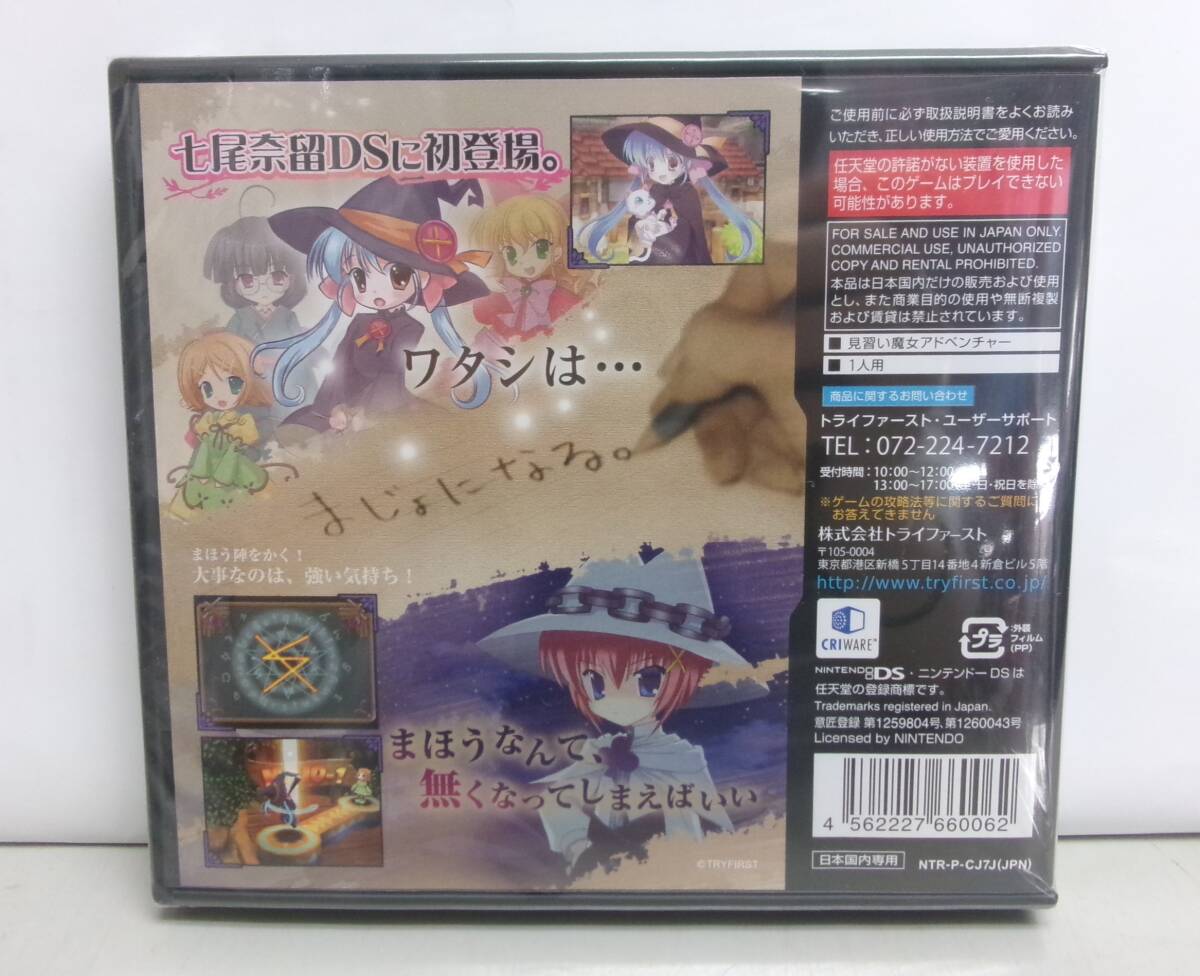 七尾奈留DSに初登場。
ワタシは…
まじょになる。
まほう陣をかく!
大事なのは、強い気持ち!
まほうなんて、
無くなってしまえばいい
©TRYFIRST
ご使用前に必ず取扱説明書をよくお読み
いただき、正しい使用方法でご愛用ください。
任天堂の許諾がない装置を使用した
場合、このゲームはプレイできない
可能性があります。
FOR SALE AND USE IN JAPAN ONLY.
COMMERCIAL USE, UNAUTHORIZED
COPY AND RENTAL PROHIBITED.
本品は日本国内だけの販売および使用
とし、また商業目的の使用や無断複製
および賃貸は禁止されています。
■ 見習い魔女アドベンチャー
■ 1人用
商品に関するお問い合わせ
トライファースト・ユーザーサポート
TEL:072-224-7212
受付時間:10:00~12:00
13:00~17:00 (土・日・祝日を除
※ゲームの攻略法等に関するご質問に
お答えできません
株式会社トライファースト
〒105-0004
東京都港区新橋5丁目14番地4新倉ビル5階
http://www.tryfirst.co.jp/
CRIWARE™
プラ
:外装
フィルム
(PP)
NINTENDO DS・ニンテンドーDSは
任天堂の登録商標です。
Trademarks registered in Japan.
意匠登録 第1259804号、第1260043号
Licensed by NINTENDO
4 562227 660062
日本国内専用
NTR-P-CJ7J(JPN)